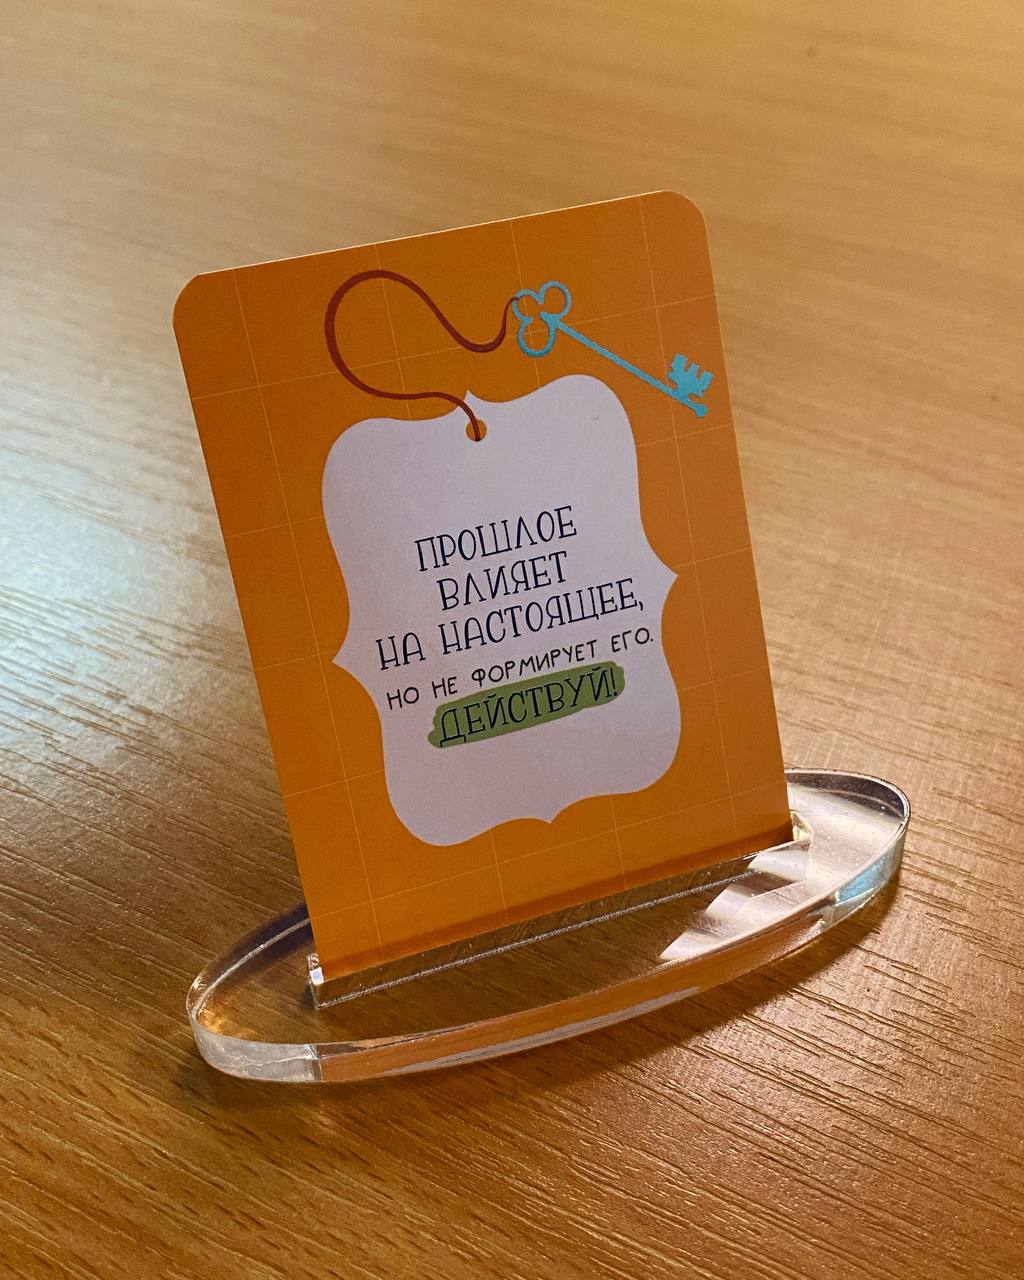 ПРОШЛОЕ
ВЛИЯЕТ
НА НАСТОЯЩЕЕ,
НО НЕ ФОРМИРУЕТ ЕГО.
ДЕЙСТВУЙ!